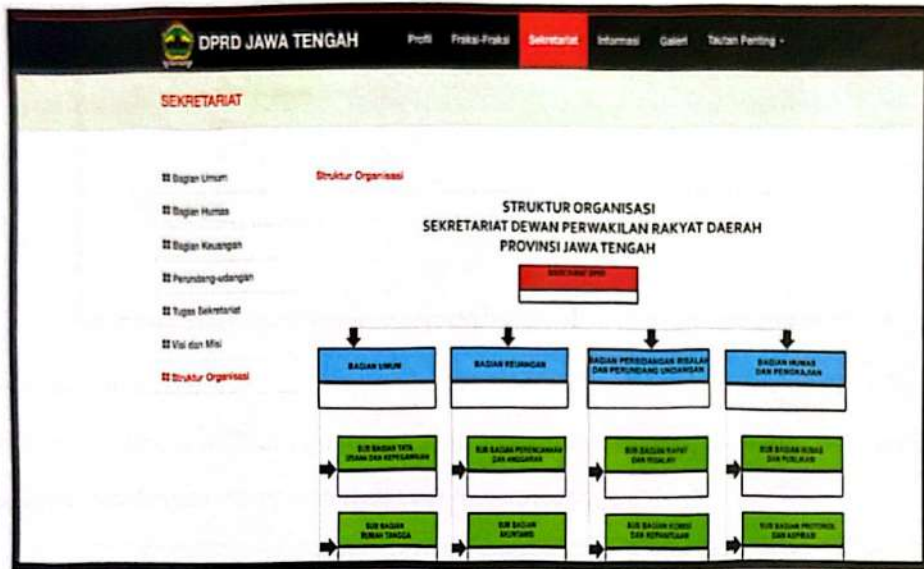 DPRD JAWA TENGAH
Profil Fraksi-Fraksi Sekretariat Informasi Galeri Tautan Penting
SEKRETARIAT
Bagian Umum
Bagian Humas
Bagian Keuangan
Perundang-udangan
Tugas Sekretariat
Visi dan Misi
Struktur Organisasi
Struktur Organisasi
STRUKTUR ORGANISASI
SEKRETARIAT DEWAN PERWAKILAN RAKYAT DAERAH
PROVINSI JAWA TENGAH
DPRD
BAGIAN UMUM
BAGIAN KEUANGAN
BAGIAN PERSIDANGAN RISALAH
DAN PERUNDANG UNDANGAN
BAGIAN HUMAS
DAN PENGKAJIAN
SUB BAGIAN TATA
USAHA DAN KEPEGAWAIAN
SUB BAGIAN PERENCANAAN
DAN ANGGARAN
SUB BAGIAN RAPAT
DAN RISALAH
SUB BAGIAN HUMAS
DAN PUBLIKASI
SUB BAGIAN
RUMAH TANGGA
SUB BAGIAN
AKUNTANSI
SUB BAGIAN KOMISI
DAN KEPANITIAAN
SUB BAGIAN PROTOKOL
DAN ASPIRASI